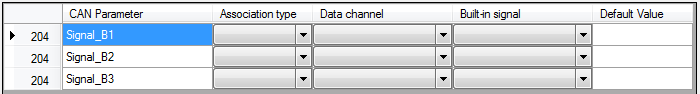 CAN Parameter Association type Data channel Built-in signal Default Value
204 Signal_B1
204 Signal_B2
204 Signal_B3